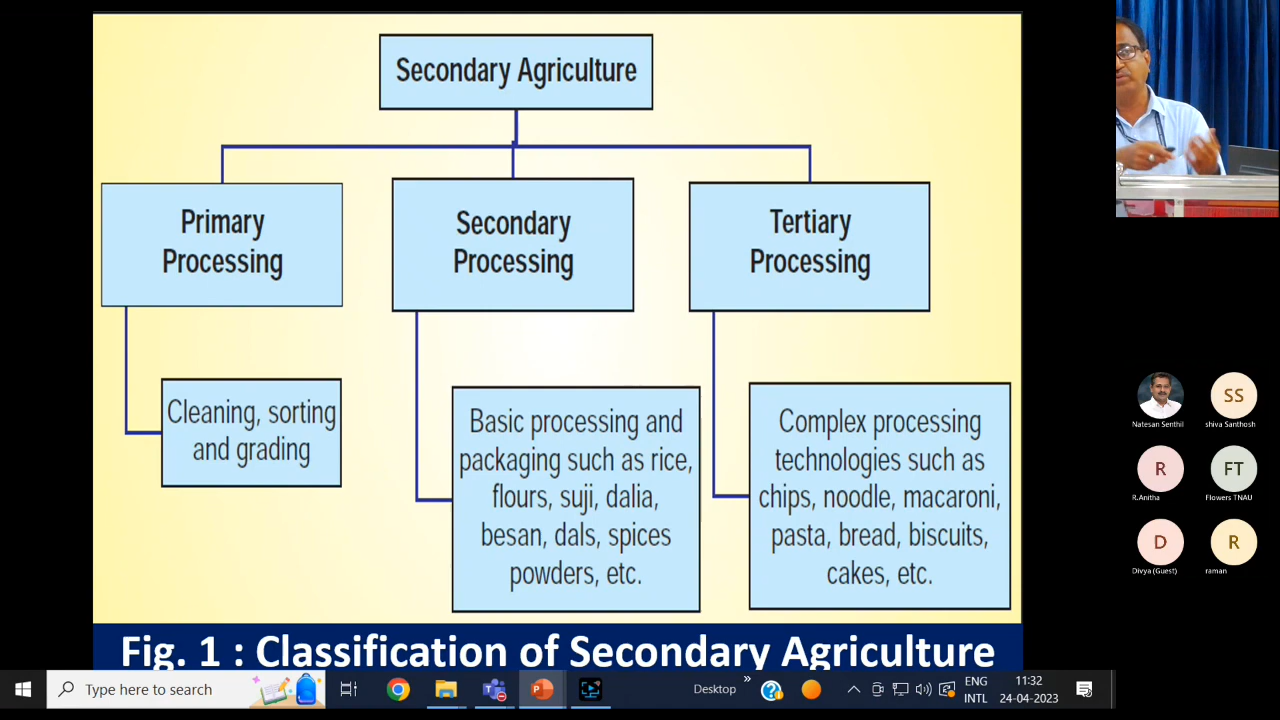 Secondary Agriculture
Primary
Processing
Secondary
Processing
Tertiary
Processing
Cleaning, sorting
and grading
Basic processing and
packaging such as rice,
flours, suji, dalia,
besan, dals, spices
powders, etc.
Complex processing
technologies such as
chips, noodle, macaroni,
pasta, bread, biscuits,
cakes, etc.
Fig. 1 : Classification of Secondary Agriculture
Natesan Senthil
SS
shiva Santhosh
R
R.Anitha
FT
Flowers TNAU
D
Divya (Guest)
R
raman
Type here to search
Desktop
ENG
INTL
11:32
24-04-2023